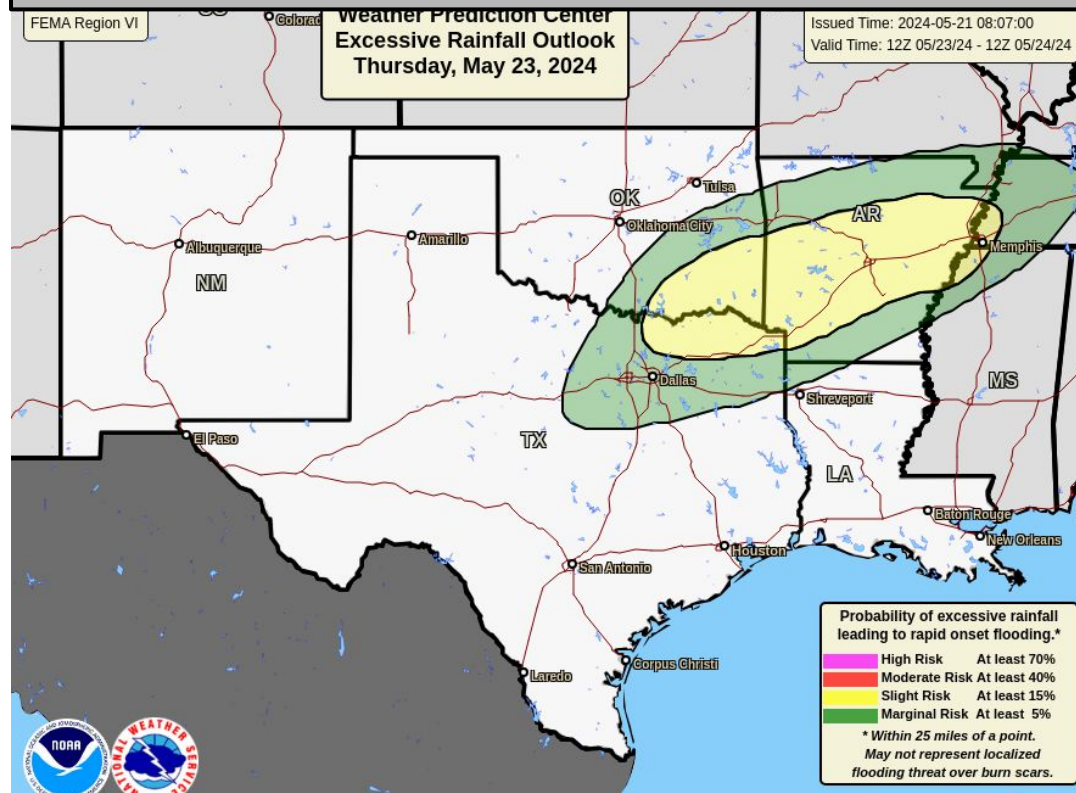 FEMA Region VI
Weather Prediction Center
Excessive Rainfall Outlook
Thursday, May 23, 2024
Issued Time: 2024-05-21 08:07:00
Valid Time: 12Z 05/23/24 - 12Z 05/24/24
Tulsa
OK
Oklahoma City
AR
Albuquerque
Amarillo
Memphis
NM
Dallas
MS
Shreveport
El Paso
TX
LA
Baton Rouge
New Orleans
Houston
San Antonio
Corpus Christi
Laredo
Probability of excessive rainfall
leading to rapid onset flooding.*
High Risk At least 70%
Moderate Risk At least 40%
Slight Risk At least 15%
Marginal Risk At least 5%
* Within 25 miles of a point.
May not represent localized
flooding threat over burn scars.
NOAA
NATIONAL WEATHER SERVICE